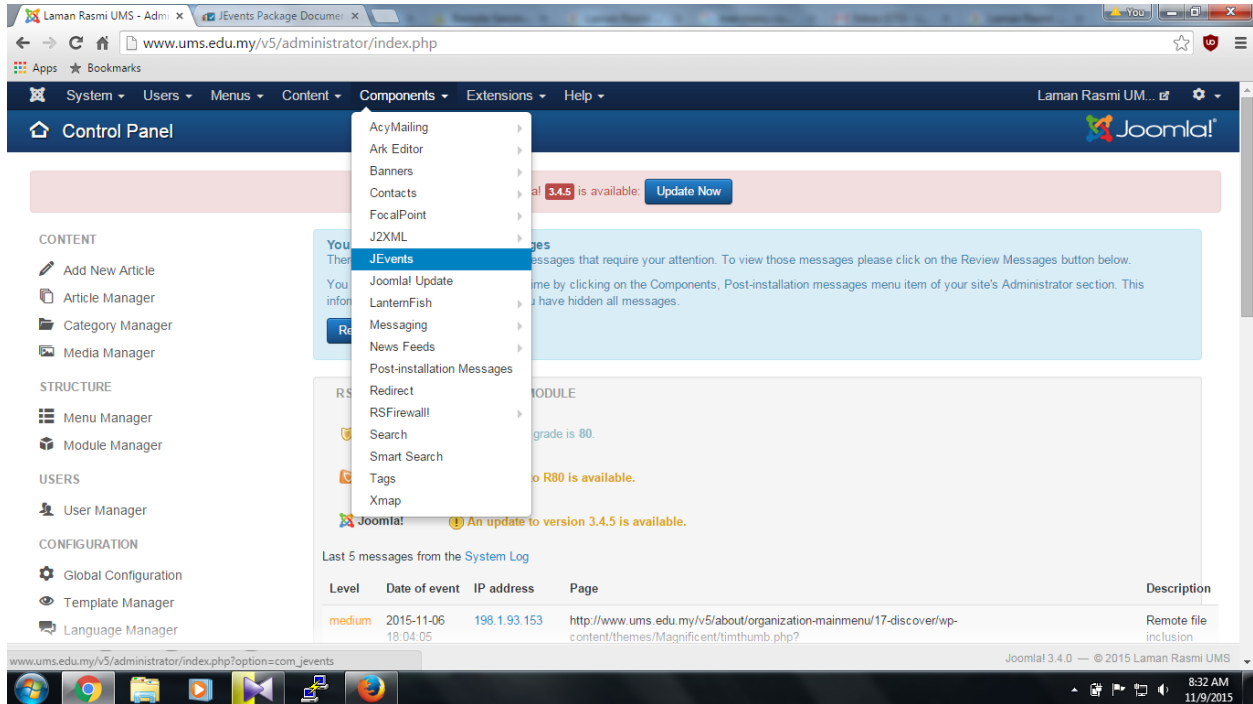 Laman Rasmi UMS - Admi
JEvents Package Documen
You
www.ums.edu.my/v5/administrator/index.php
Apps Bookmarks
System Users Menus Content Components Extensions Help Laman Rasmi UM...
Control Panel
Joomla!
AcyMailing
Ark Editor
Banners
Contacts
FocalPoint
J2XML
JEvents
Joomla! Update
LanternFish
Messaging
News Feeds
Post-installation Messages
Redirect
RSFirewall!
Search
Smart Search
Tags
Xmap
3.4.5 is available: Update Now
CONTENT
Add New Article
Article Manager
Category Manager
Media Manager
STRUCTURE
Menu Manager
Module Manager
USERS
User Manager
CONFIGURATION
Global Configuration
Template Manager
Language Manager
You
that require your attention. To view those messages please click on the Review Messages button below.
You
by clicking on the Components, Post-installation messages menu item of your site's Administrator section. This
have hidden all messages.
grade is 80.
to R80 is available.
Joomla! An update to version 3.4.5 is available.
Last 5 messages from the System Log
Level Date of event IP address Page Description
medium 2015-11-06 198.1.93.153 http://www.ums.edu.my/v5/about/organization-mainmenu/17-discover/wp- Remote file
18:04:05 content/themes/Magnificent/timthumb.php? inclusion
www.ums.edu.my/v5/administrator/index.php?option=com_jevents
Joomla! 3.4.0 — © 2015 Laman Rasmi UMS
8:32 AM
11/9/2015